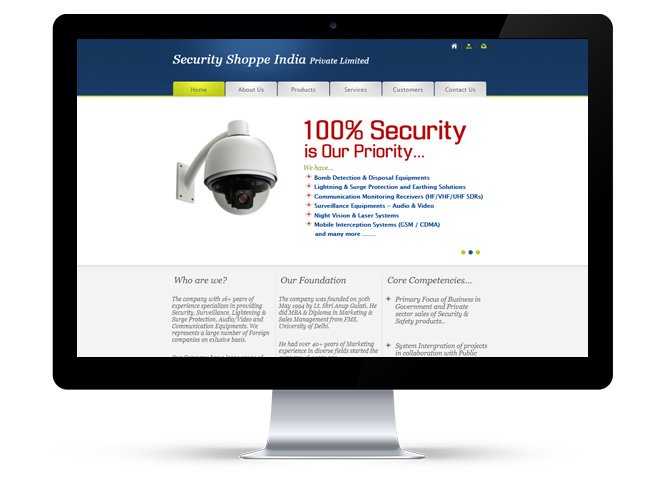 Security Shoppe India Private Limited
Home About Us Products Services Customers Contact Us
100% Security
is Our Priority...
We have...
Bomb Detection & Disposal Equipments
Lightning & Surge Protection and Earthing Solutions
Communication Monitoring Receivers (HF/VHF/UHF SDRs)
Surveillance Equipments – Audio & Video
Night Vision & Laser Systems
Mobile Interception Systems (GSM / CDMA)
and many more ........
Who are we?
The company with 16+ years of
experience specializes in providing
Security, Surveillance, Lightening &
Surge Protection, Audio/Video and
Communication Equipments. We
represents a large number of Foreign
companies on exlusive basis.
Our Foundation
The company was founded on 30th
May 1994 by Lt. Shri Anup Gulati. He
did MBA & Diploma in Marketing &
Sales Management from FMS,
University of Delhi.
He had over 40+ years of Marketing
experience in diverse fields started the
Core Competencies...
Primary Focus of Business in
Government and Private
sector sales of Security &
Safety products..
System Intergration of projects
in collaboration with Public